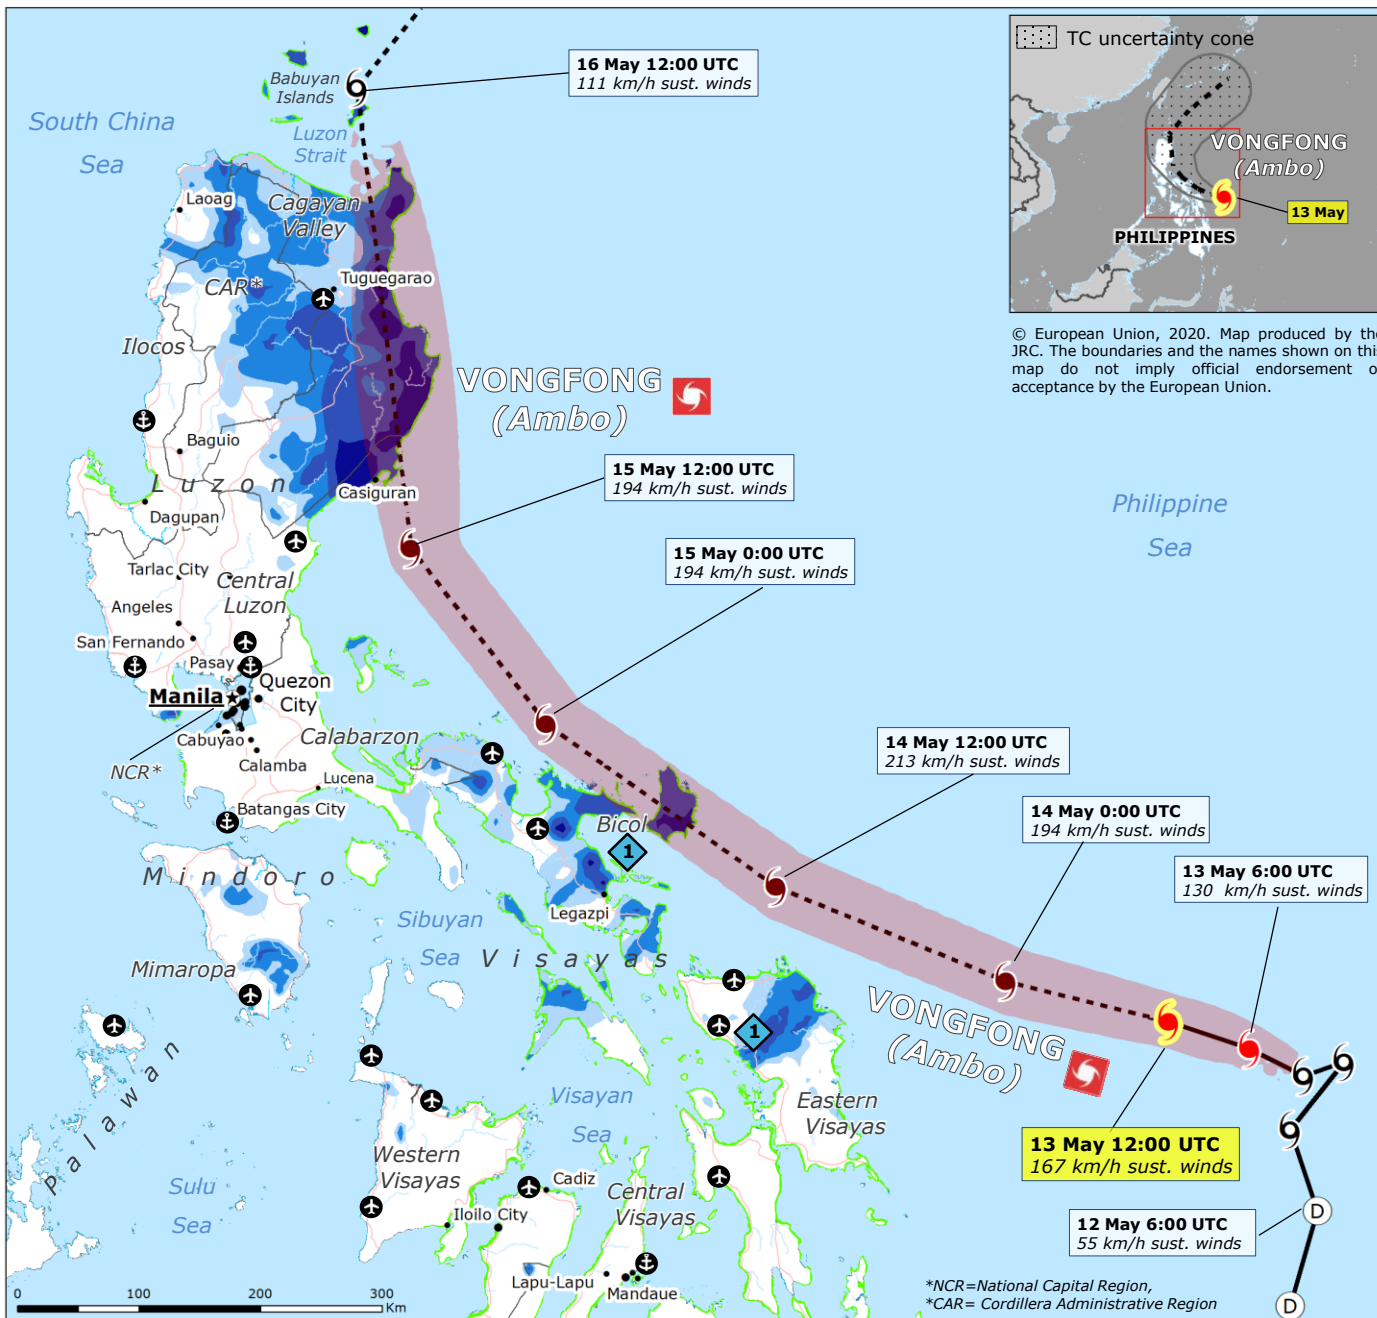 16 May 12:00 UTC
111 km/h sust. winds
TC uncertainty cone
VONGFONG
(Ambo)
13 May
PHILIPPINES
© European Union, 2020. Map produced by the
JRC. The boundaries and the names shown on this
map do not imply official endorsement o
acceptance by the European Union.
Babuyan
Islands
South China
Sea
Luzon
Strait
Laoag
Cagayan
Valley
Tuguegarao
CAR*
Ilocos
VONGFONG
(Ambo)
Baguio
Luzon
Casiguran
Dagupan
15 May 12:00 UTC
194 km/h sust. winds
Philippine
Sea
15 May 0:00 UTC
194 km/h sust. winds
Tarlac City
Central
Luzon
Angeles
San Fernando
Pasay
Quezon
City
Manila
Cabuyao
Calabarzon
Calamba
NCR*
Lucena
Batangas City
14 May 12:00 UTC
213 km/h sust. winds
14 May 0:00 UTC
194 km/h sust. winds
13 May 6:00 UTC
130 km/h sust. winds
Bicol
1
Mindoro
Legazpi
Sibuyan
Sea
Visayas
Mimaropa
VONGFONG
(Ambo)
1
Palawan
Visayan
Sea
Eastern
Visayas
13 May 12:00 UTC
167 km/h sust. winds
Western
Visayas
Sulu
Sea
Cadiz
Central
Visayas
Iloilo City
12 May 6:00 UTC
55 km/h sust. winds
D
Lapu-Lapu
Mandaue
*NCR=National Capital Region,
*CAR= Cordillera Administrative Region
D
0 100 200 300
Km